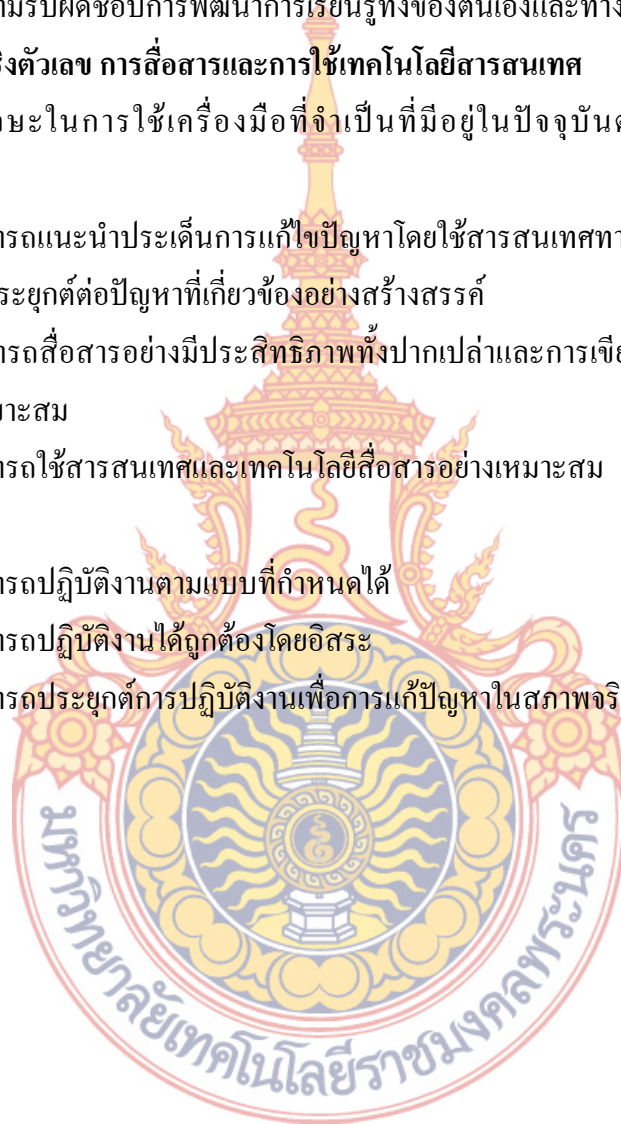 ามรับผิดชอบการพัฒนาการเรียนรู้ทั้งของตนเองและทาง
ชิงตัวเลข การสื่อสารและการใช้เทคโนโลยีสารสนเทศ
กษะในการใช้เครื่องมือที่จำเป็นที่มีอยู่ในปัจจุบันต
ารถแนะนำประเด็นการแก้ไขปัญหาโดยใช้สารสนเทศทา
ระยุกต์ต่อปัญหาที่เกี่ยวข้องอย่างสร้างสรรค์
ารถสื่อสารอย่างมีประสิทธิภาพทั้งปากเปล่าและการเขีย
มาะสม
ารถใช้สารสนเทศและเทคโนโลยีสื่อสารอย่างเหมาะสม
ารถปฏิบัติงานตามแบบที่กำหนดได้
ารถปฏิบัติงานได้ถูกต้องโดยอิสระ
ารถประยุกต์การปฏิบัติงานเพื่อการแก้ปัญหาในสภาพจริ
มหาวิทยาลัยเทคโนโลยีราชมงคลพระนคร